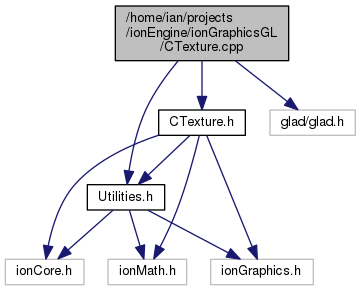 /home/ian/projects
/ionEngine/ionGraphicsGL
/CTexture.cpp
CTexture.h
glad/glad.h
Utilities.h
ionCore.h
ionMath.h
ionGraphics.h